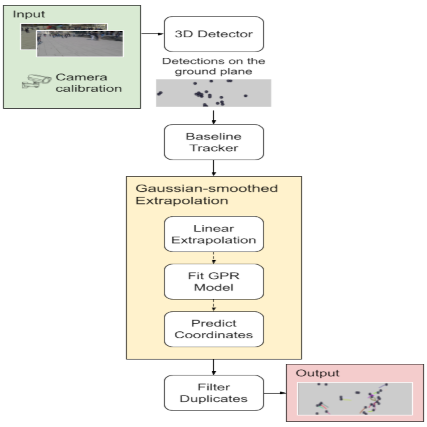 Input
Camera
calibration
3D Detector
Detections on the
ground plane
Baseline
Tracker
Gaussian-smoothed
Extrapolation
Linear
Extrapolation
Fit GPR
Model
Predict
Coordinates
Filter
Duplicates
Output